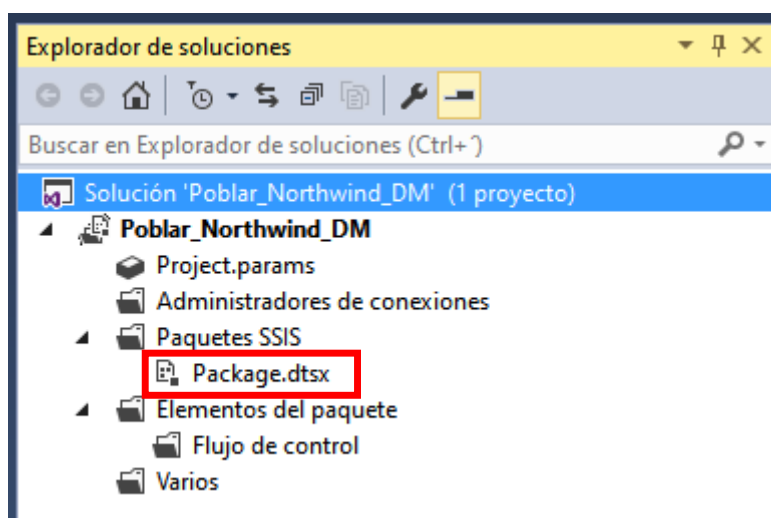 Explorador de soluciones
Buscar en Explorador de soluciones (Ctrl+´)
Solución 'Poblar_Northwind_DM' (1 proyecto)
Poblar_Northwind_DM
Project.params
Administradores de conexiones
Paquetes SSIS
Package.dtsx
Elementos del paquete
Flujo de control
Varios